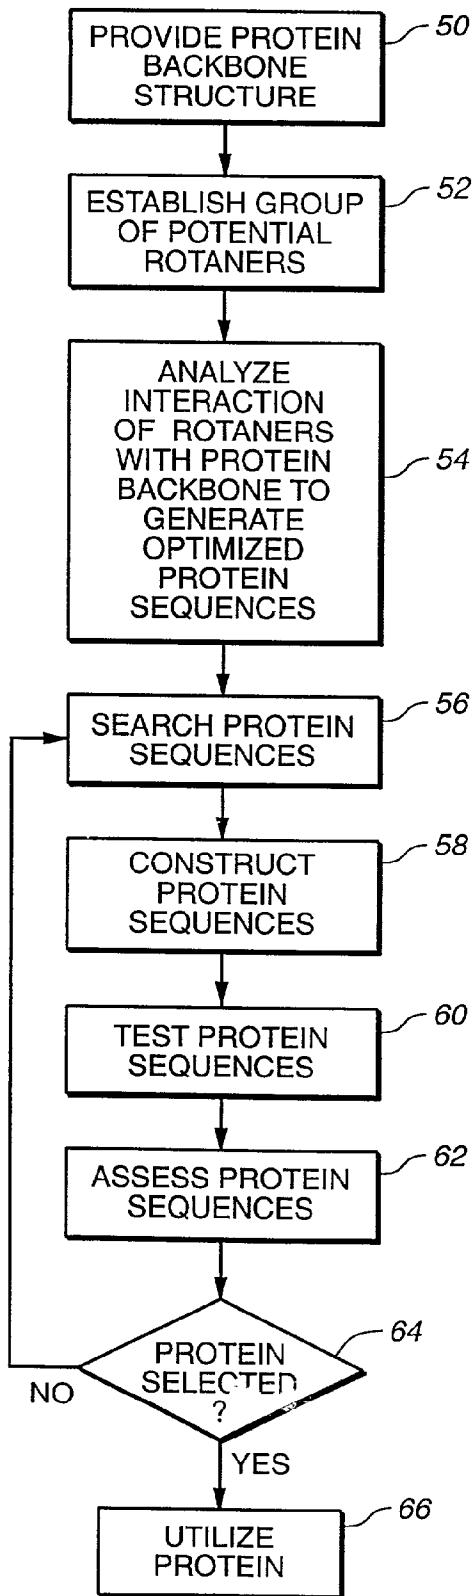 PROVIDE PROTEIN
BACKBONE
STRUCTURE
50
ESTABLISH GROUP
OF POTENTIAL
ROTANERS
52
ANALYZE
INTERACTION
OF ROTANERS
WITH PROTEIN
BACKBONE TO
GENERATE
OPTIMIZED
PROTEIN
SEQUENCES
54
SEARCH PROTEIN
SEQUENCES
56
CONSTRUCT
PROTEIN
SEQUENCES
58
TEST PROTEIN
SEQUENCES
60
ASSESS PROTEIN
SEQUENCES
62
PROTEIN
SELECTED
?
64
NO
YES
UTILIZE
PROTEIN
66